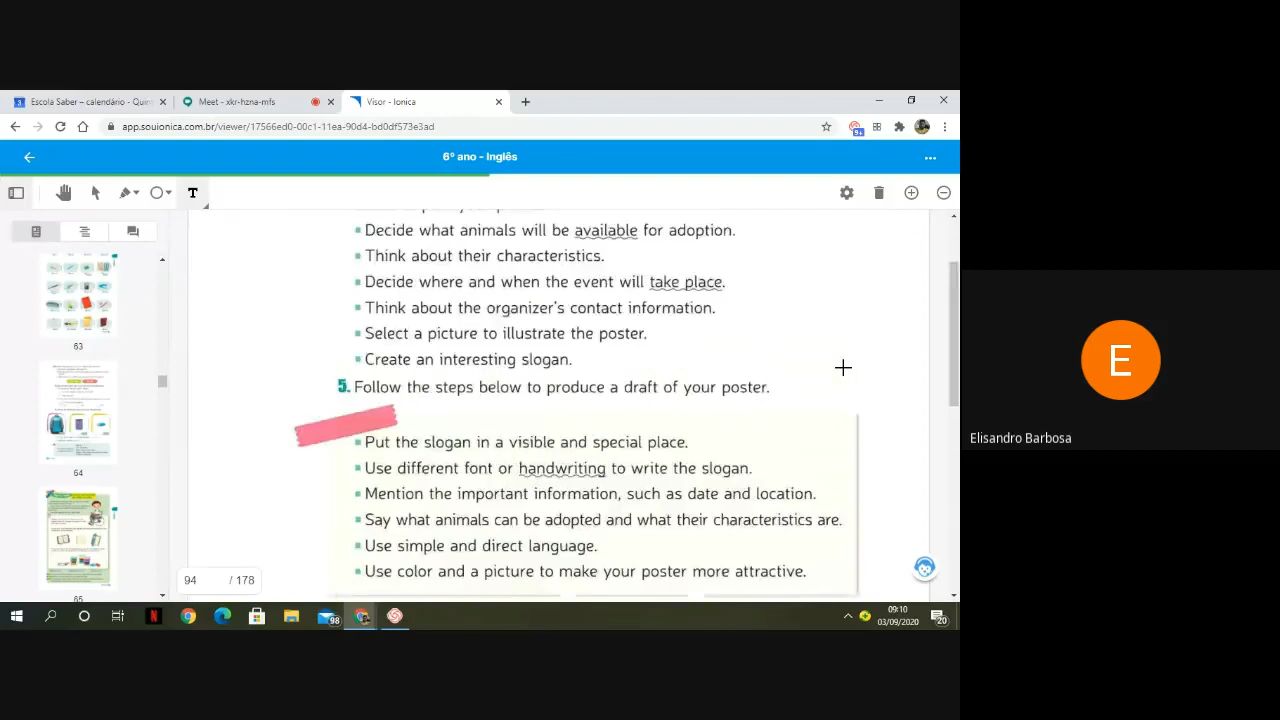 Escola Saber – calendário - Quin
Meet - xkr-hzna-mfs
Visor - Ionica
app.souionica.com.br/viewer/17566ed0-00c1-11ea-90d4-bd0df573e3ad
9+
6º ano - Inglês
T
Decide what animals will be available for adoption.
Think about their characteristics.
Decide where and when the event will take place.
Think about the organizer's contact information.
Select a picture to illustrate the poster.
Create an interesting slogan.
5. Follow the steps below to produce a draft of your poster.
Put the slogan in a visible and special place.
Use different font or handwriting to write the slogan.
Mention the important information, such as date and location.
Say what animals can be adopted and what their characteristics are.
Use simple and direct language.
Use color and a picture to make your poster more attractive.
63
64
65
94 / 178
98
09:10
03/09/2020
20
E
Elisandro Barbosa